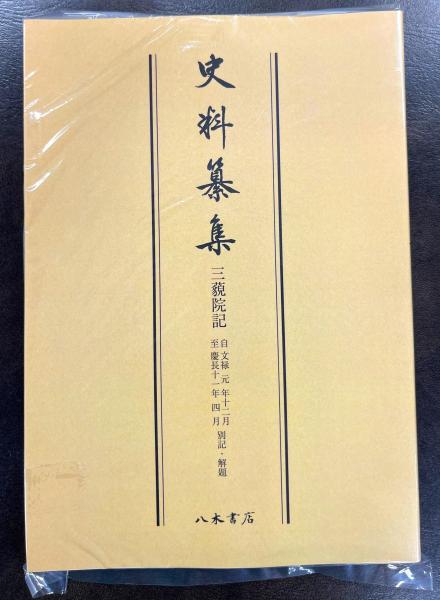 史料纂集
三藐院記
自文禄元年十二月
至慶長十一年四月
別記・解題
八木書店